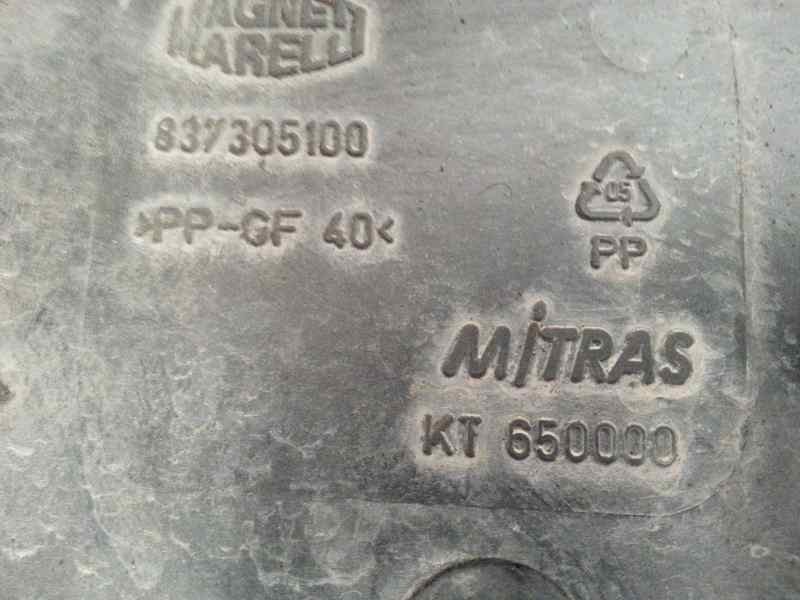 MAGNETI
MARELLI
837305100
>PP-GF 40<
05
PP
MiTRAS
KT 650000